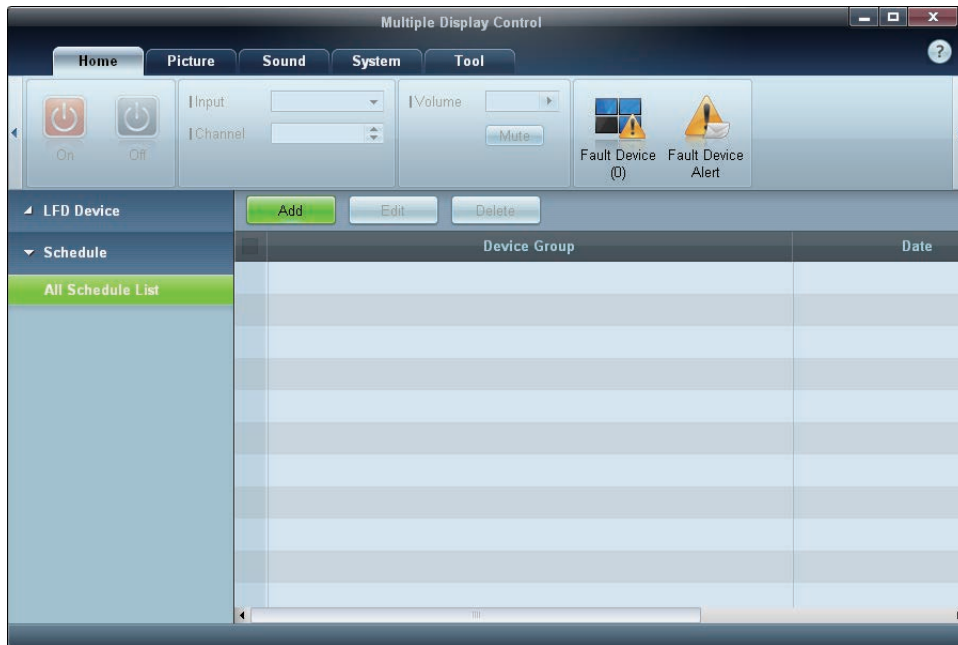 Multiple Display Control
Home Picture Sound System Tool
?
Input
Channel
On Off
Volume
Mute
Fault Device
(0)
Fault Device
Alert
LFD Device
Schedule
All Schedule List
Add Edit Delete
Device Group Date